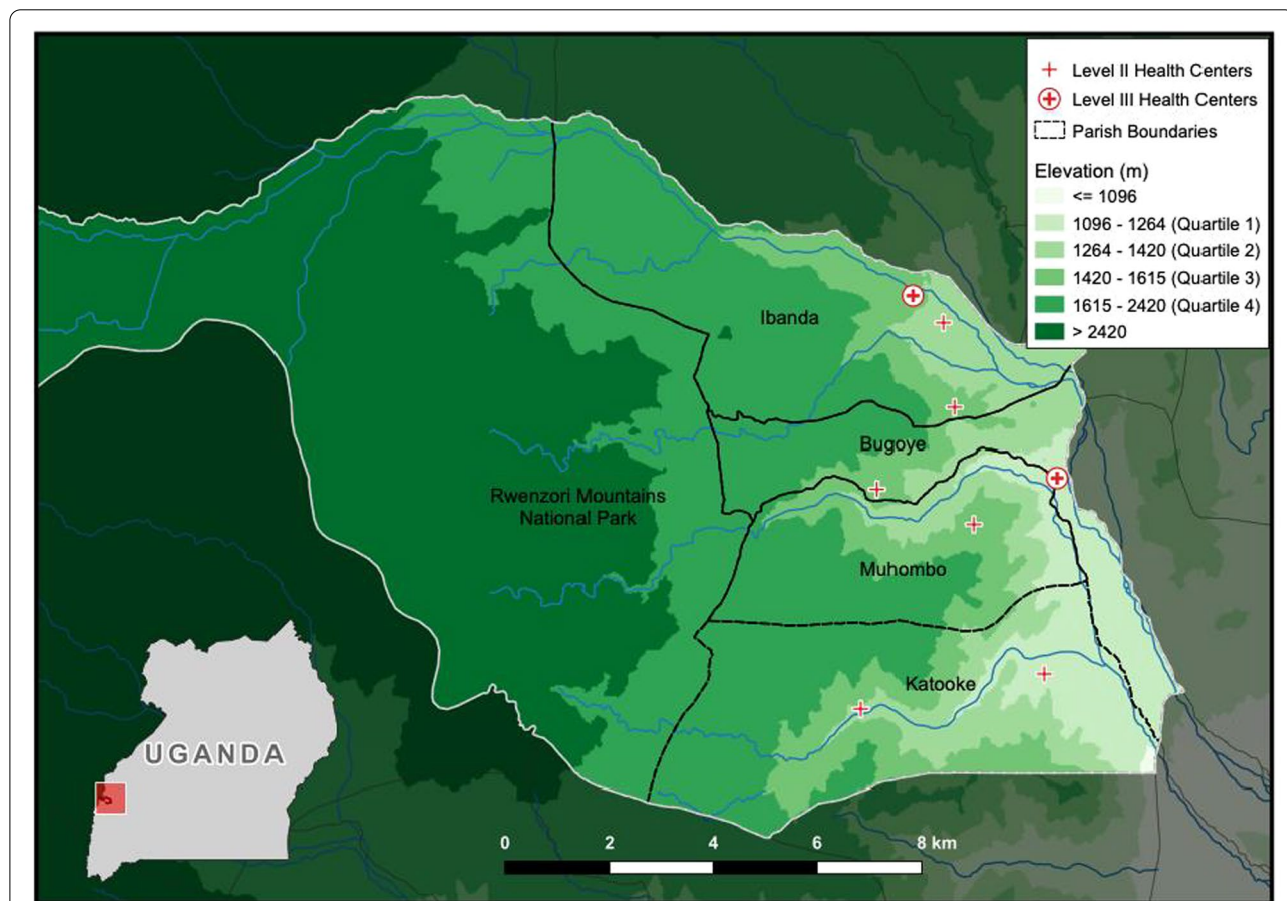 Level II Health Centers
Level III Health Centers
Parish Boundaries
Elevation (m)
<= 1096
1096 - 1264 (Quartile 1)
1264 - 1420 (Quartile 2)
1420 - 1615 (Quartile 3)
1615 - 2420 (Quartile 4)
> 2420
Ibanda
Bugoye
Rwenzori Mountains
National Park
Muhombo
Katooke
UGANDA
0 2 4 6 8 km